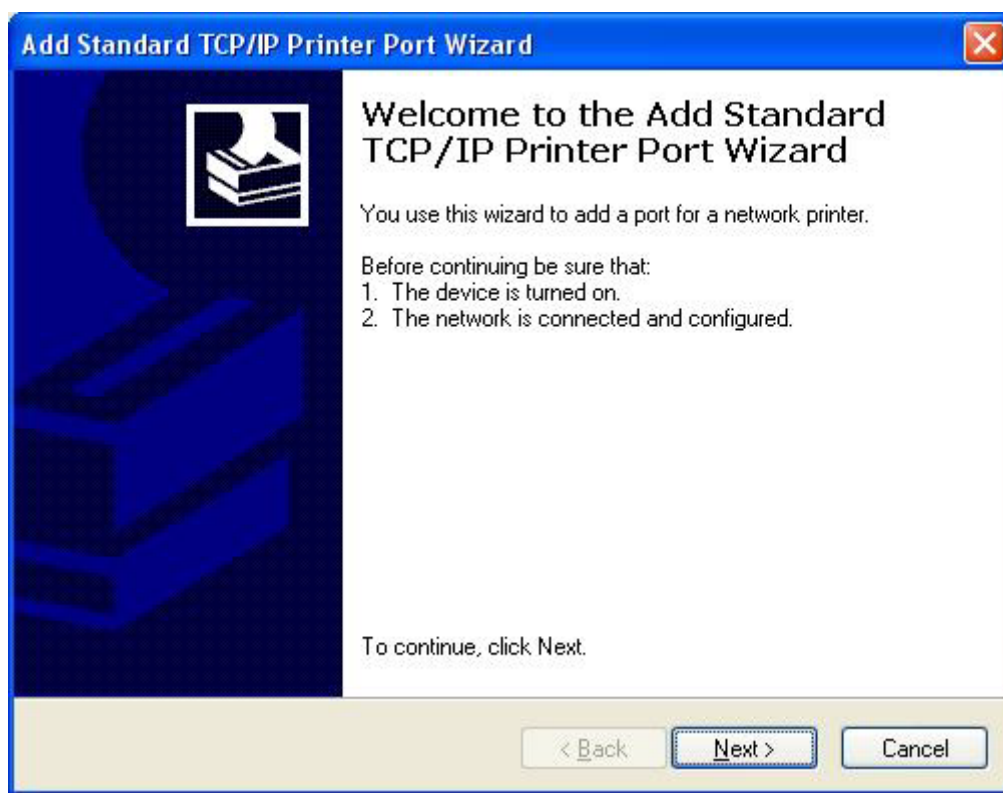 Add Standard TCP/IP Printer Port Wizard
Welcome to the Add Standard
TCP/IP Printer Port Wizard
You use this wizard to add a port for a network printer.
Before continuing be sure that:
1. The device is turned on.
2. The network is connected and configured.
To continue, click Next.
< Back
Next >
Cancel